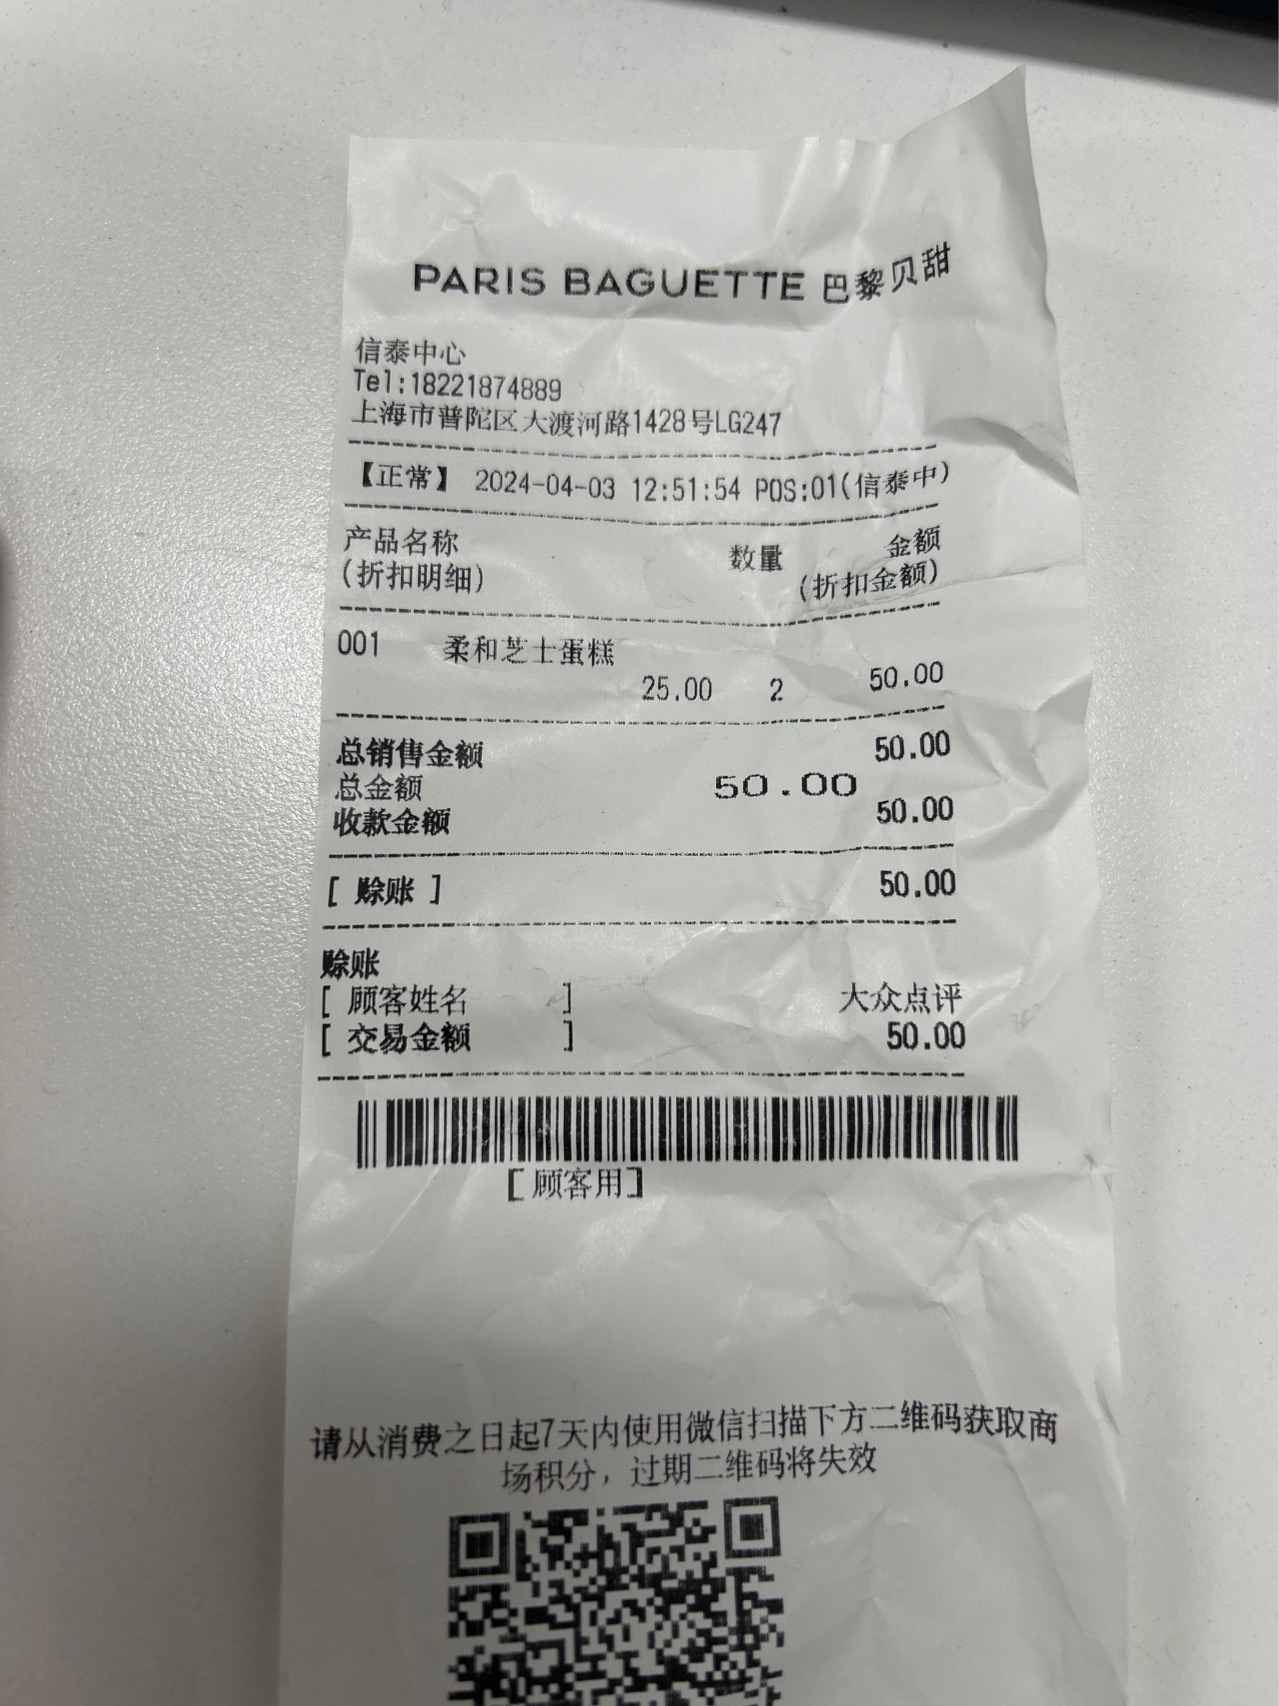 PARIS BAGUETTE 巴黎贝甜
信泰中心
Tel:18221874889
上海市普陀区大渡河路1428号LG247
【正常】 2024-04-03 12:51:54 POS:01(信泰中)
产品名称 数量 金额
(折扣明细) (折扣金额)
001 柔和芝士蛋糕
25.00 2 50.00
总销售金额 50.00
总金额 50.00
收款金额 50.00
[ 赊账 ] 50.00
赊账
[ 顾客姓名 ] 大众点评
[ 交易金额 ] 50.00
[顾客用]
请从消费之日起7天内使用微信扫描下方二维码获取商
场积分，过期二维码将失效